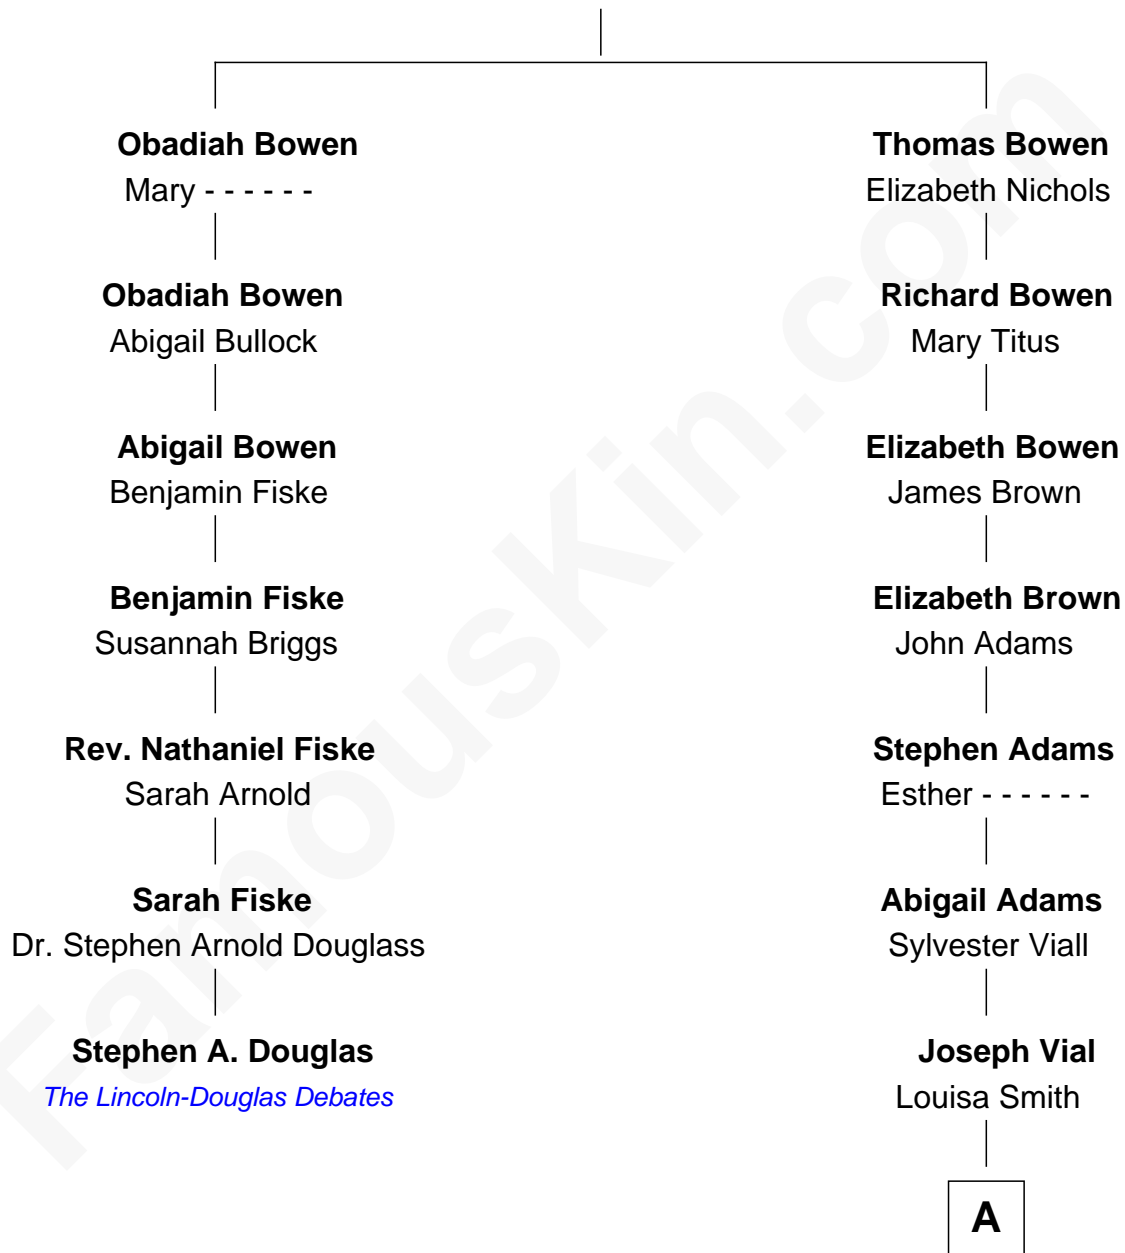 Obadiah Bowen
Mary - - - - - -
Obadiah Bowen
Abigail Bullock
Abigail Bowen
Benjamin Fiske
Benjamin Fiske
Susannah Briggs
Rev. Nathaniel Fiske
Sarah Arnold
Sarah Fiske
Dr. Stephen Arnold Douglass
Stephen A. Douglas
The Lincoln-Douglas Debates
Thomas Bowen
Elizabeth Nichols
Richard Bowen
Mary Titus
Elizabeth Bowen
James Brown
Elizabeth Brown
John Adams
Stephen Adams
Esther - - - - - -
Abigail Adams
Sylvester Viall
Joseph Vial
Louisa Smith
A
FamousKin.com